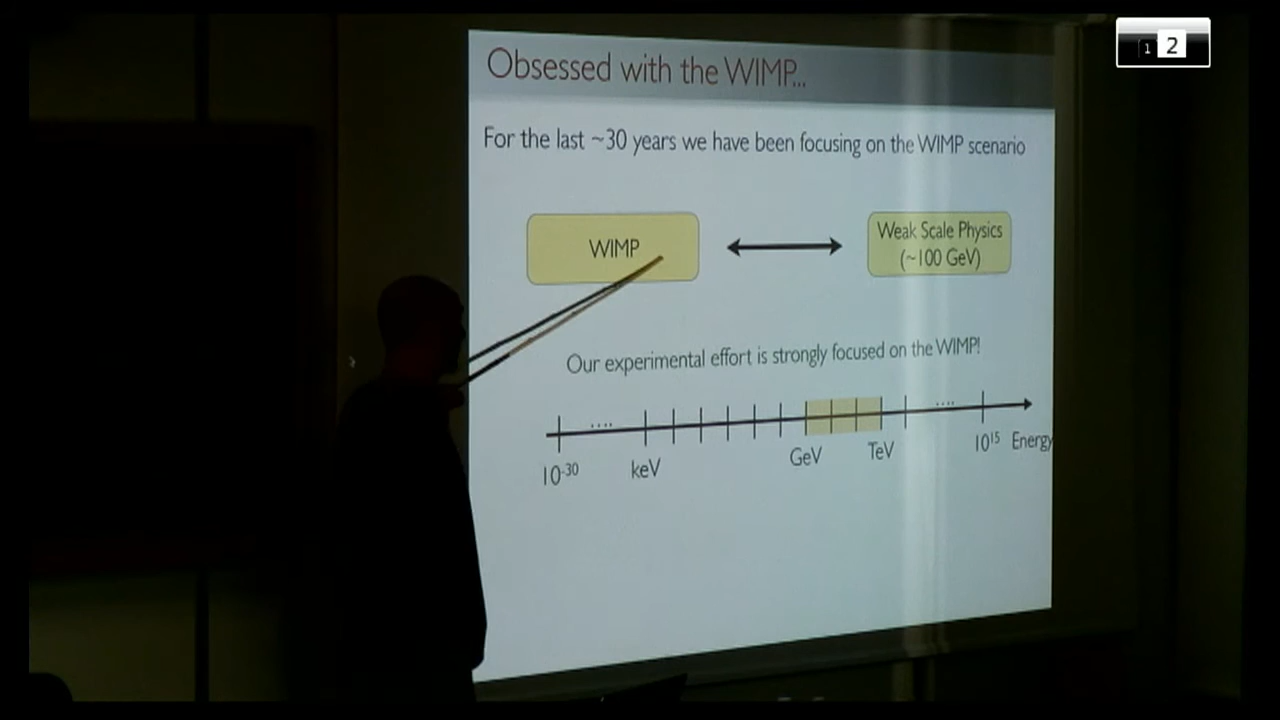 1 2
Obsessed with the WIMP...
For the last ~30 years we have been focusing on the WIMP scenario
WIMP
Weak Scale Physics
(~100 GeV)
Our experimental effort is strongly focused on the WIMP!
.... ....
10-30 keV GeV TeV 1015 Energy